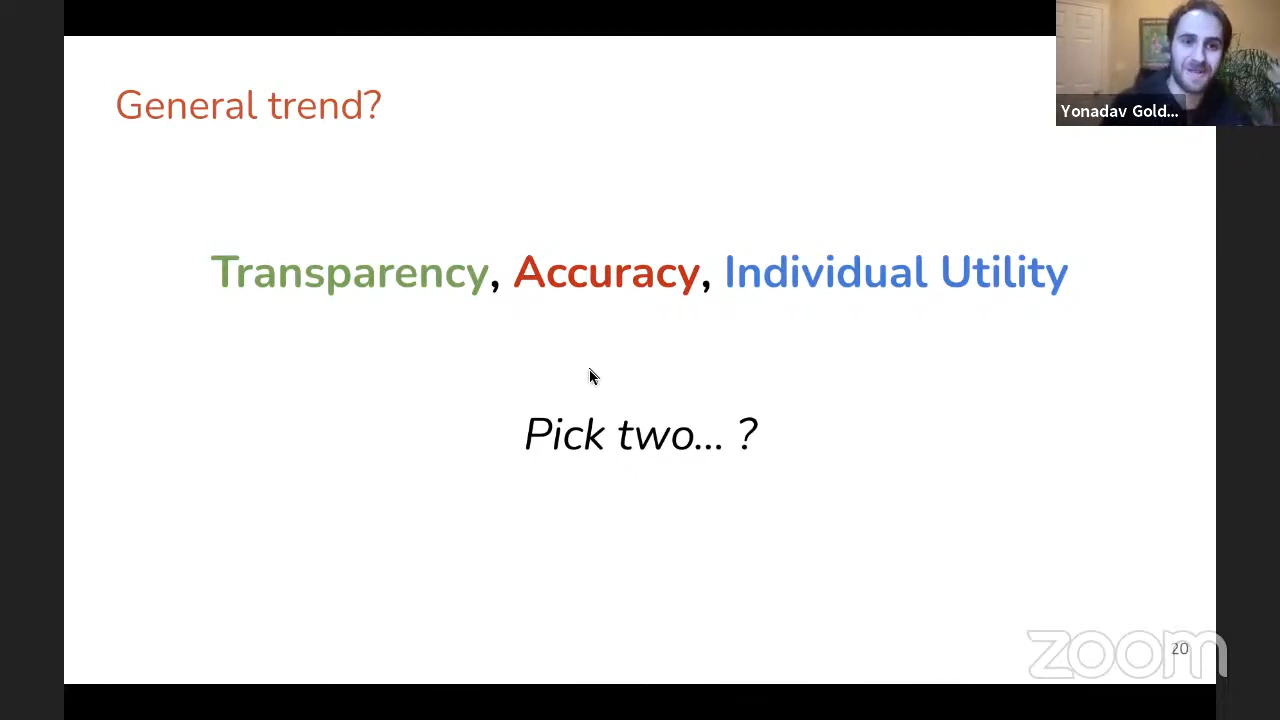 General trend?
Yonadav Gold...
Transparency, Accuracy, Individual Utility
Pick two... ?
20
zoom